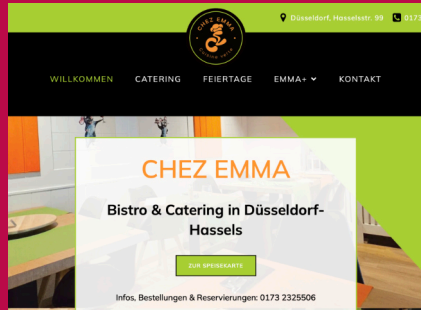 Düsseldorf, Hasselsstr. 99 0173
CHEZ EMMA
WILLKOMMEN CATERING FEIERTAGE EMMA+ KONTAKT
CHEZ EMMA
Bistro & Catering in Düsseldorf-
Hassels
ZUR SPEISEKARTE
Infos, Bestellungen & Reservierungen: 0173 2325506